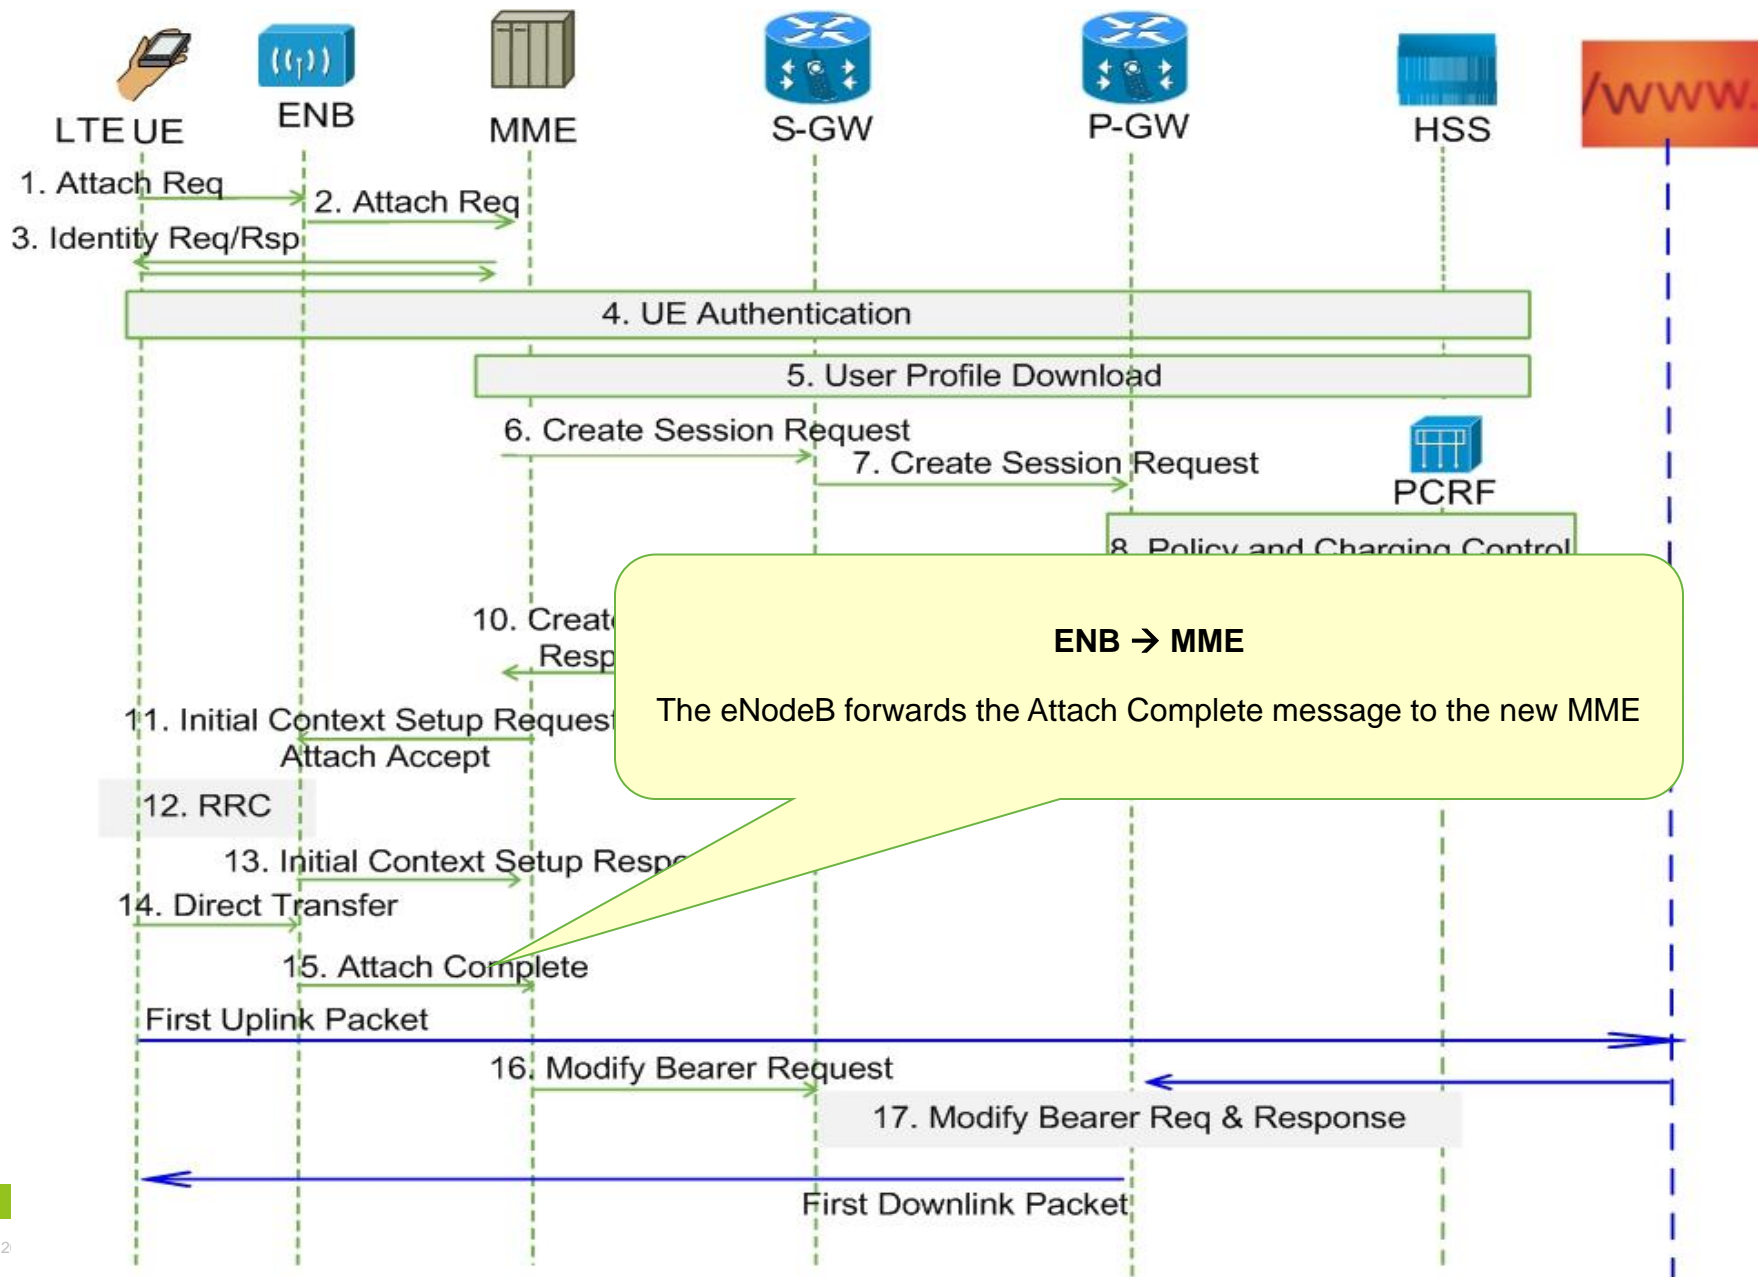 LTE UE
ENB
MME
S-GW
P-GW
HSS
/www.
1. Attach Req
2. Attach Req
3. Identity Req/Rsp
4. UE Authentication
5. User Profile Download
6. Create Session Request
7. Create Session Request
PCRF
8. Policy and Charging Control
10. Create
Resp
ENB → MME
The eNodeB forwards the Attach Complete message to the new MME
11. Initial Context Setup Request
Attach Accept
12. RRC
13. Initial Context Setup Respo
14. Direct Transfer
15. Attach Complete
First Uplink Packet
16. Modify Bearer Request
17. Modify Bearer Req & Response
First Downlink Packet